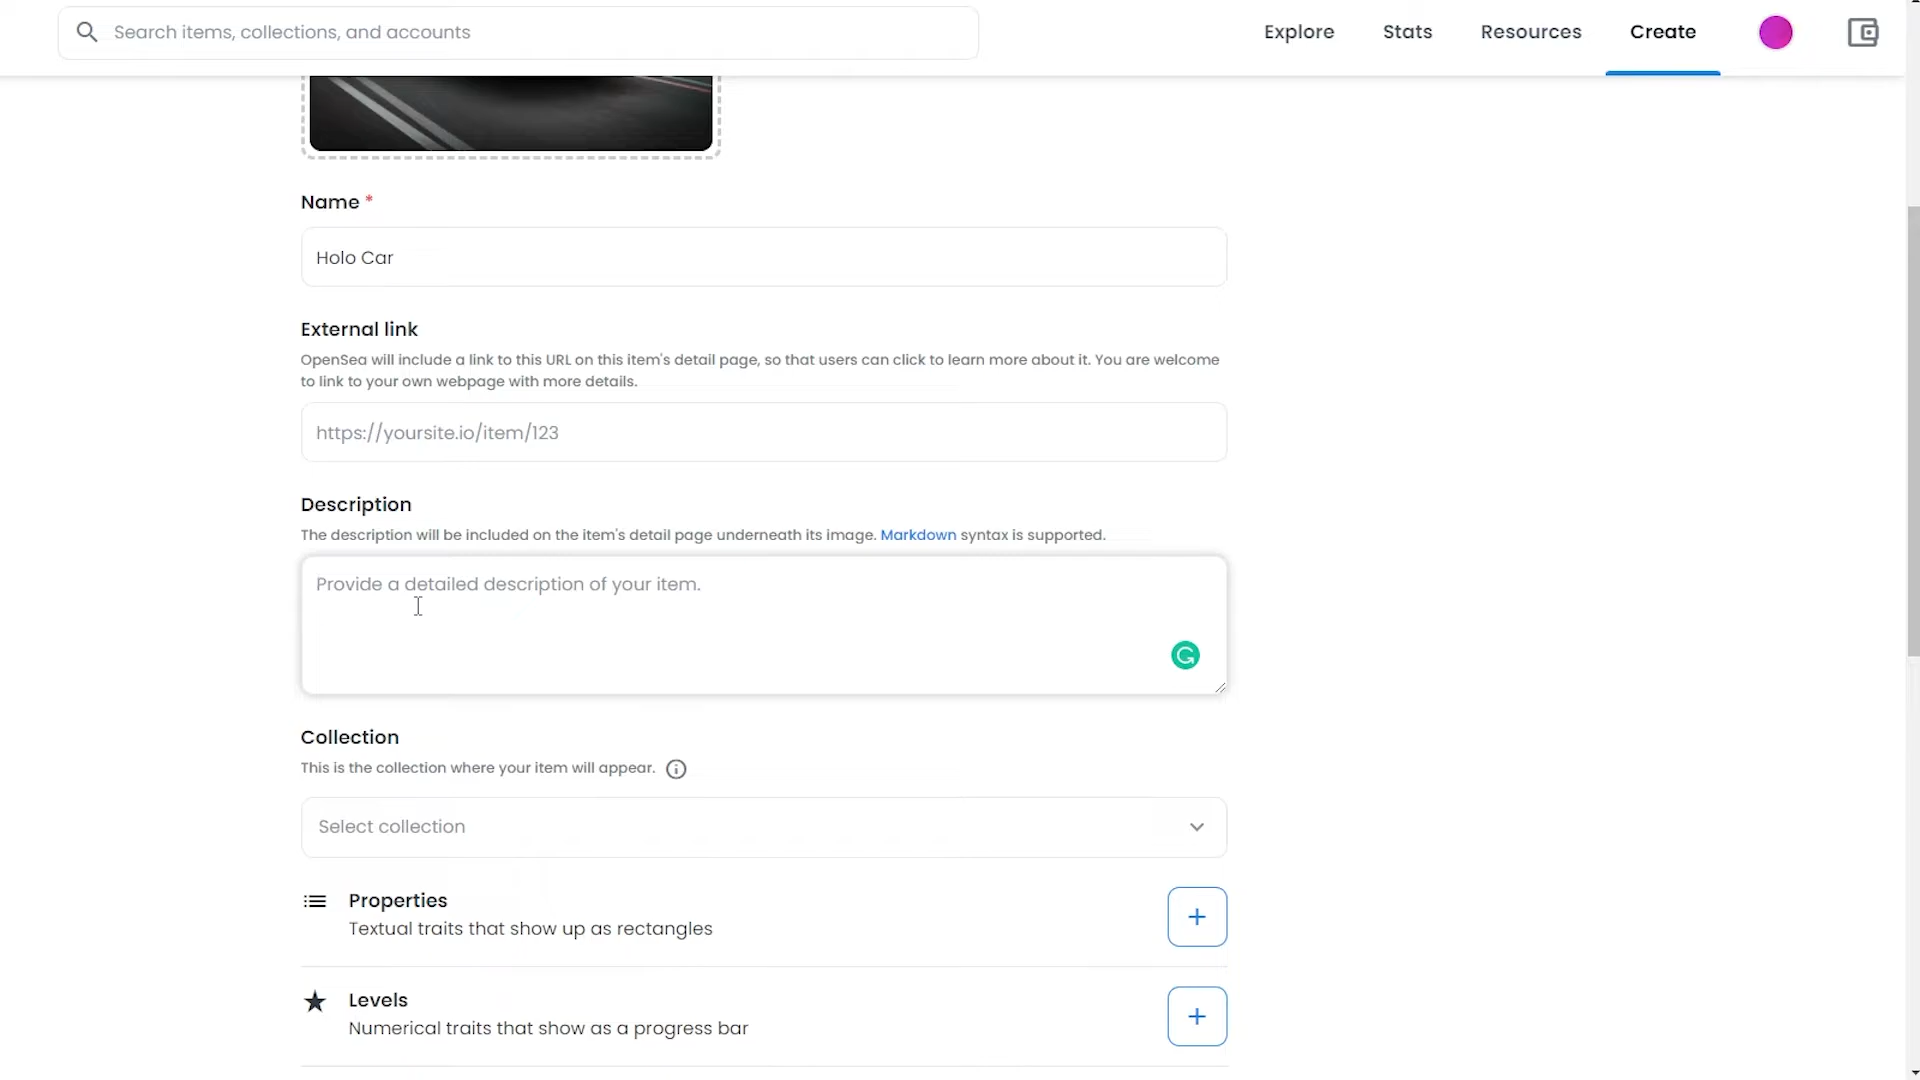 Search items, collections, and accounts
Explore
Stats
Resources
Create
Name *
Holo Car
External link
OpenSea will include a link to this URL on this item's detail page, so that users can click to learn more about it. You are welcome
to link to your own webpage with more details.
https://yoursite.io/item/123
Description
The description will be included on the item's detail page underneath its image. Markdown syntax is supported.
Provide a detailed description of your item.
Collection
This is the collection where your item will appear.
Select collection
Properties
Textual traits that show up as rectangles
Levels
Numerical traits that show as a progress bar